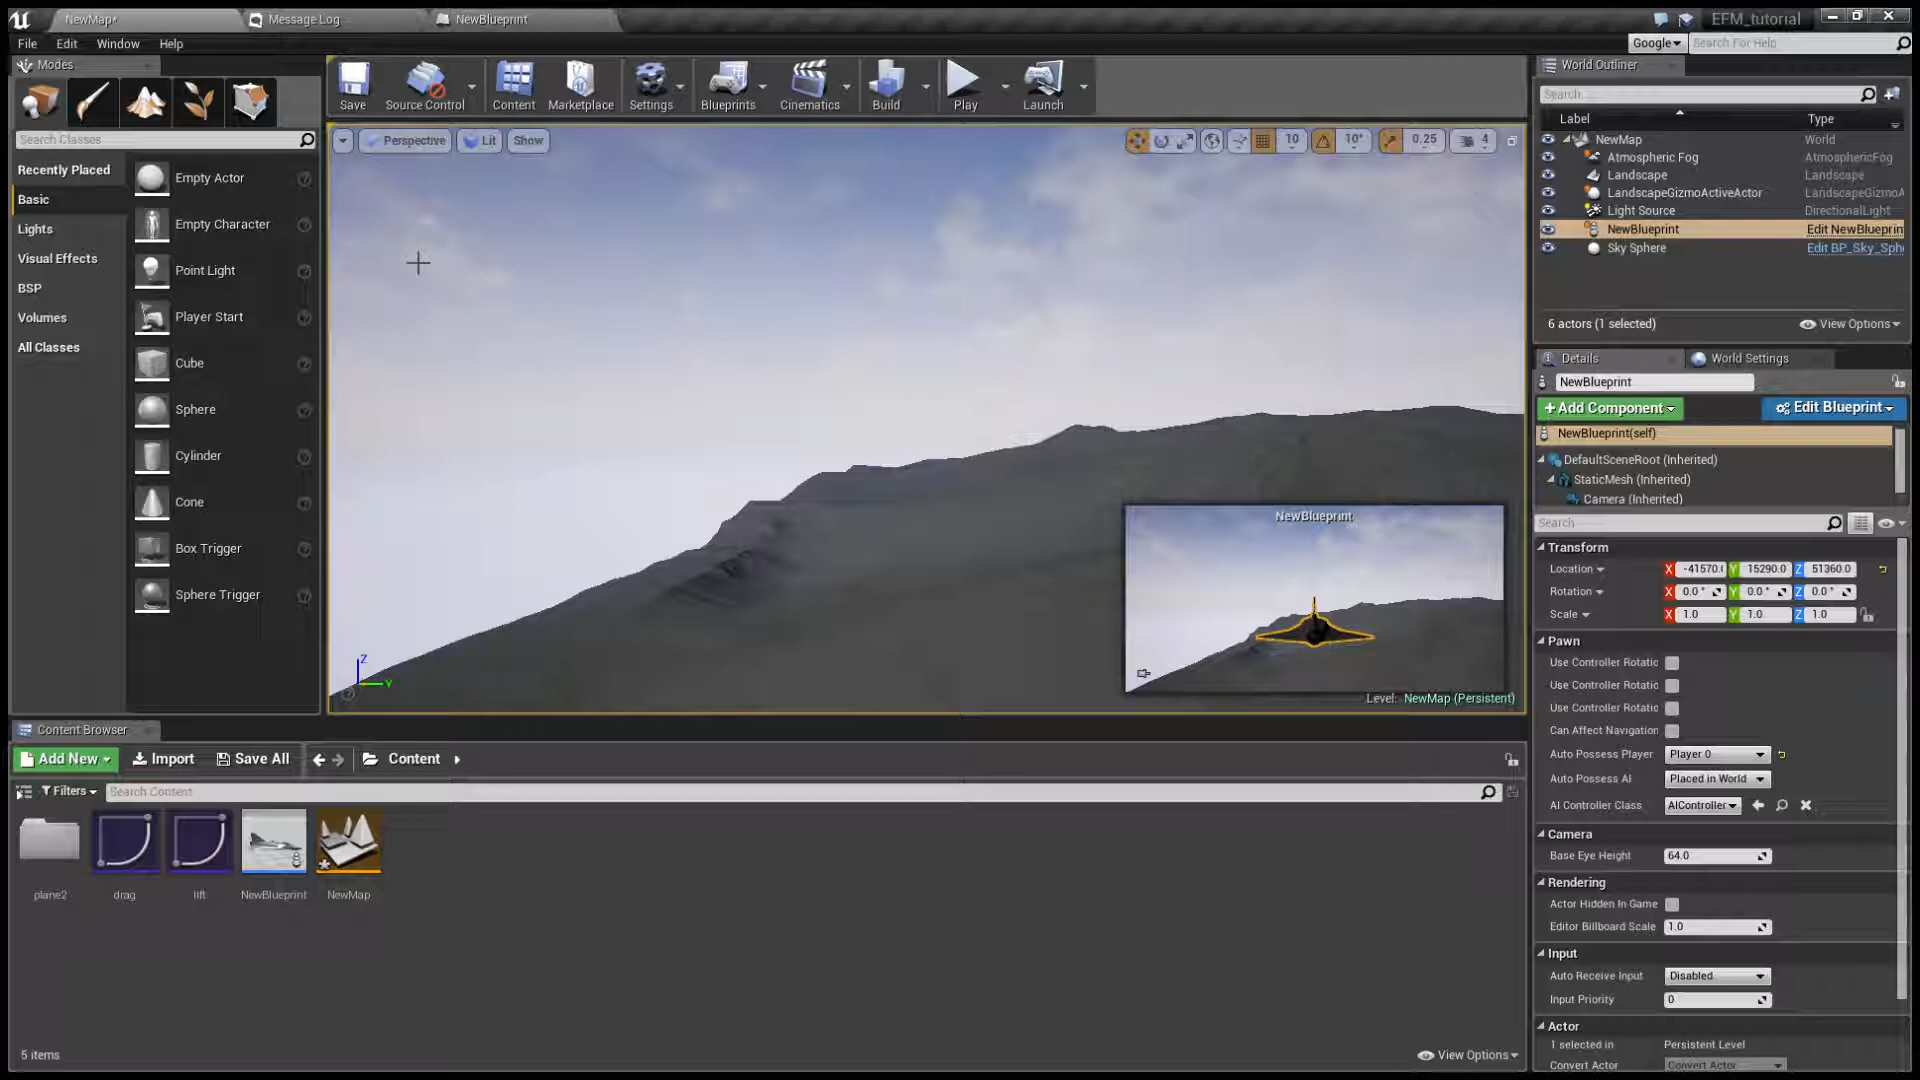 NewMap*
Message Log
NewBlueprint
EFM_tutorial
File
Edit
Window
Help
Google
Search For Help
Modes
Search Classes
Recently Placed
Basic
Lights
Visual Effects
BSP
Volumes
All Classes
Empty Actor
Empty Character
Point Light
Player Start
Cube
Sphere
Cylinder
Cone
Box Trigger
Sphere Trigger
Save
Source Control
Content
Marketplace
Settings
Blueprints
Cinematics
Build
Play
Launch
Perspective
Lit
Show
10
10°
0.25
4
NewBlueprint
Z
Y
Level: NewMap (Persistent)
World Outliner
Search
Label
Type
NewMap
World
Atmospheric Fog
AtmosphericFog
Landscape
Landscape
LandscapeGizmoActiveActor
LandscapeGizmoA
Light Source
DirectionalLight
NewBlueprint
Edit NewBlueprin
Sky Sphere
Edit BP_Sky_Sph
6 actors (1 selected)
View Options
Details
World Settings
NewBlueprint
+Add Component
Edit Blueprint
NewBlueprint(self)
DefaultSceneRoot (Inherited)
StaticMesh (Inherited)
Camera (Inherited)
Search
Transform
Location
X -41570.
Y 15290.0
Z 51360.0
Rotation
X 0.0 °
Y 0.0 °
Z 0.0 °
Scale
X 1.0
Y 1.0
Z 1.0
Pawn
Use Controller Rotatic
Use Controller Rotatic
Use Controller Rotatic
Can Affect Navigation
Auto Possess Player
Player 0
Auto Possess AI
Placed in World
AI Controller Class
AIController
Camera
Base Eye Height
64.0
Rendering
Actor Hidden In Game
Editor Billboard Scale
1.0
Input
Auto Receive Input
Disabled
Input Priority
0
Actor
1 selected in
Persistent Level
Convert Actor
Convert Actor
Content Browser
Add New
Import
Save All
Content
Filters
Search Content
plane2
drag
lift
NewBlueprint
NewMap
5 items
View Options